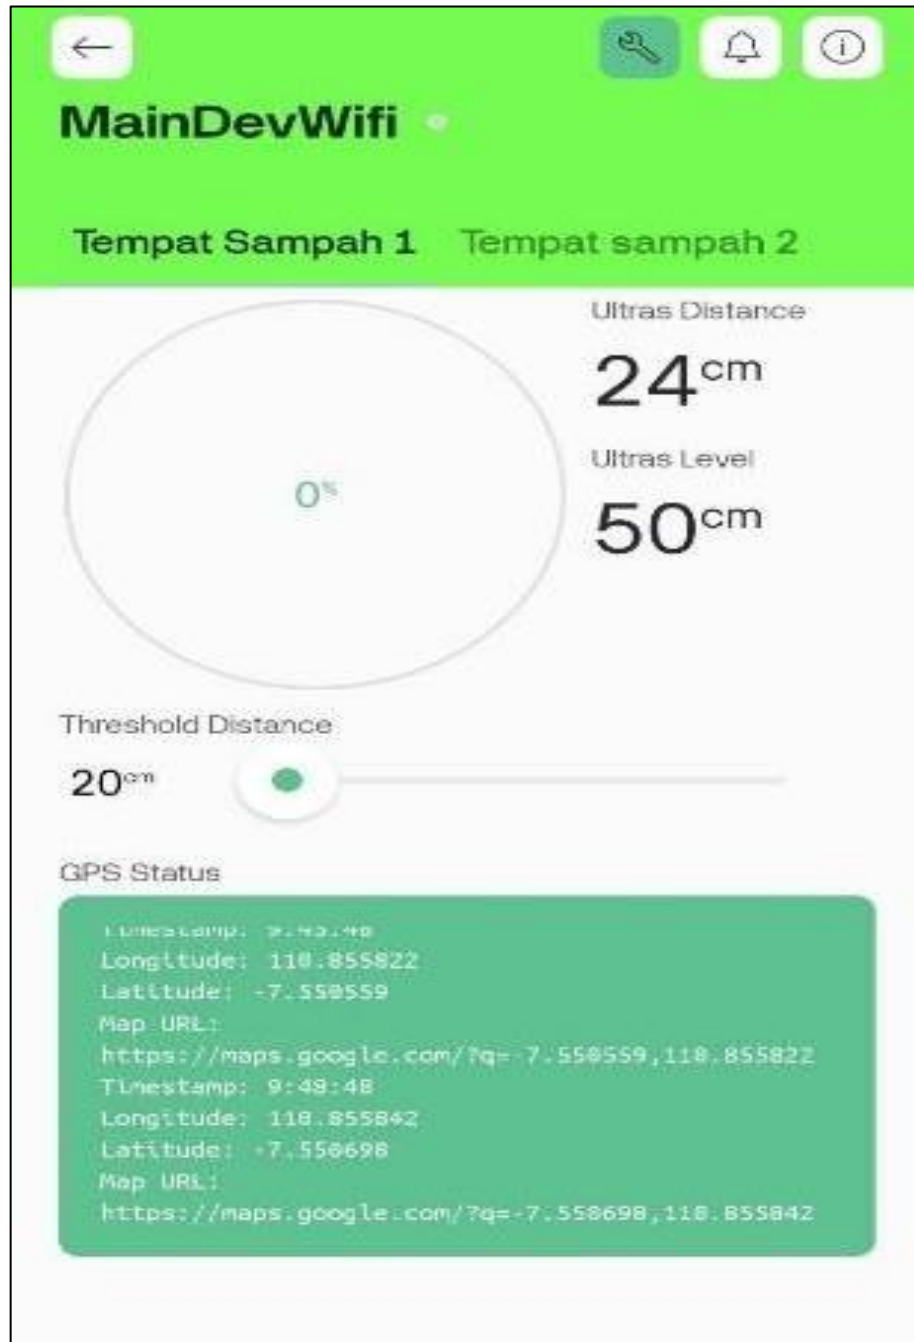 MainDevWifi
Tempat Sampah 1 Tempat sampah 2
Ultras Distance
24cm
Ultras Level
50cm
0%
Threshold Distance
20cm
GPS Status
Timestamp:
Longitude: 110.855822
Latitude: -7.550559
Map URL:
https://maps.google.com/?q=-7.550559,110.855822
Timestamp: 9:48:48
Longitude: 110.855842
Latitude: -7.550698
Map URL:
https://maps.google.com/?q=-7.550698,110.855842